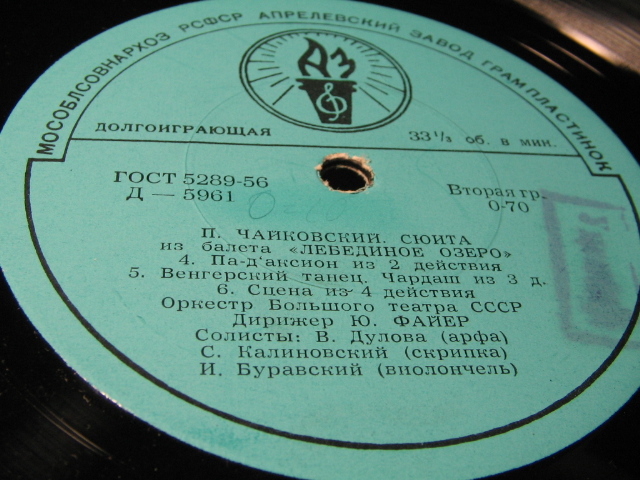 МОСОБЛСОВНАРХОЗ РСФСР АПРЕЛЕВСКИЙ ЗАВОД ГРАМПЛАСТИНОК
АЗ
ДОЛГОИГРАЮЩАЯ 33⅓ об. в мин.
ГОСТ 5289-56 Вторая гр.
Д — 5961 0-70
П. ЧАЙКОВСКИЙ. СЮИТА
из балета «ЛЕБЕДИНОЕ ОЗЕРО»
4. Па-д'аксион из 2 действия
5. Венгерский танец. Чардаш из 3 д.
6. Сцена из 4 действия
Оркестр Большого театра СССР
Дирижер Ю. ФАЙЕР
Солисты: В. Дулова (арфа)
С. Калиновский (скрипка)
И. Буравский (виолончель)